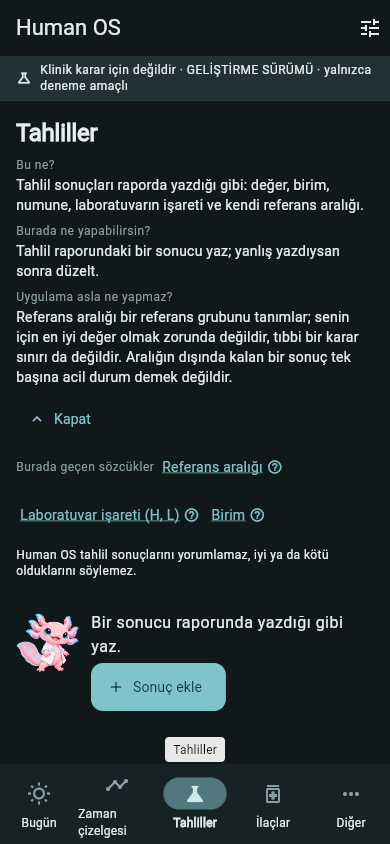 Human OS
Klinik karar için değildir · GELİŞTİRME SÜRÜMÜ · yalnızca
deneme amaçlı
Tahliller
Bu ne?
Tahlil sonuçları raporda yazdığı gibi: değer, birim,
numune, laboratuvarın işareti ve kendi referans aralığı.
Burada ne yapabilirsin?
Tahlil raporundaki bir sonucu yaz; yanlış yazdıysan
sonra düzelt.
Uygulama asla ne yapmaz?
Referans aralığı bir referans grubunu tanımlar; senin
için en iyi değer olmak zorunda değildir, tıbbi bir karar
sınırı da değildir. Aralığın dışında kalan bir sonuç tek
başına acil durum demek değildir.
Kapat
Burada geçen sözcükler Referans aralığı
Laboratuvar işareti (H, L) Birim
Human OS tahlil sonuçlarını yorumlamaz, iyi ya da kötü
olduklarını söylemez.
Bir sonucu raporunda yazdığı gibi
yaz.
+ Sonuç ekle
Tahliller
Bugün
Zaman
çizelgesi
Tahliller
İlaçlar
Diğer